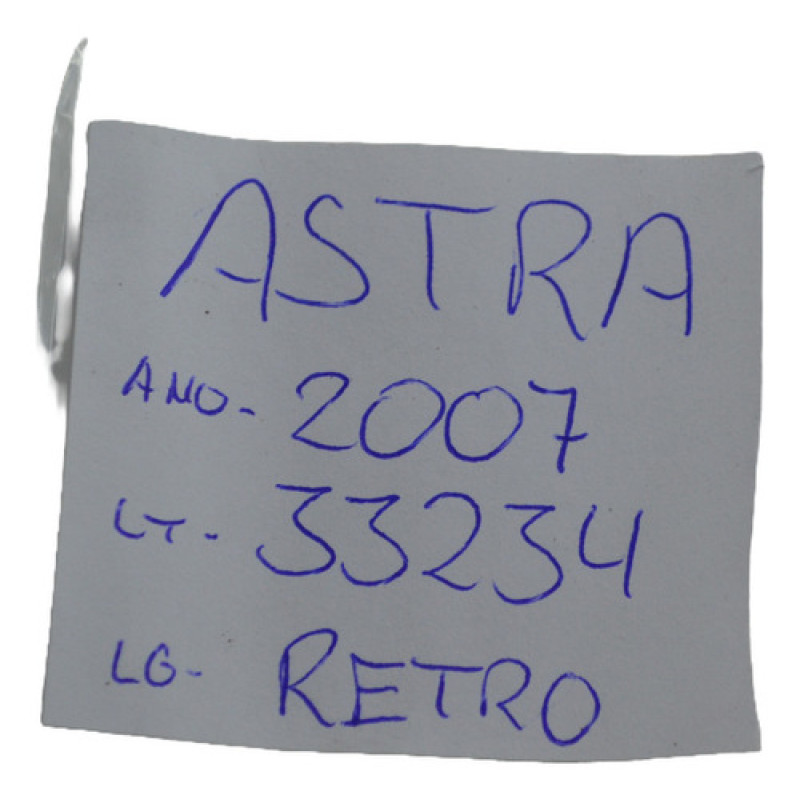 ASTRA
ANO- 2007
LT- 33234
LG- RETRO